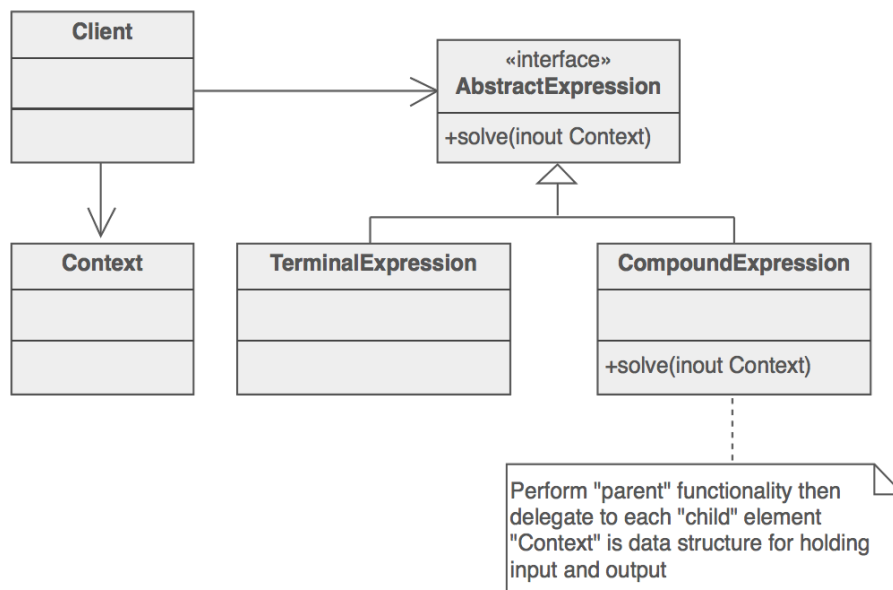 Client
«interface»
AbstractExpression
+solve(inout Context)
Context
TerminalExpression
CompoundExpression
+solve(inout Context)
Perform "parent" functionality then
delegate to each "child" element
"Context" is data structure for holding
input and output